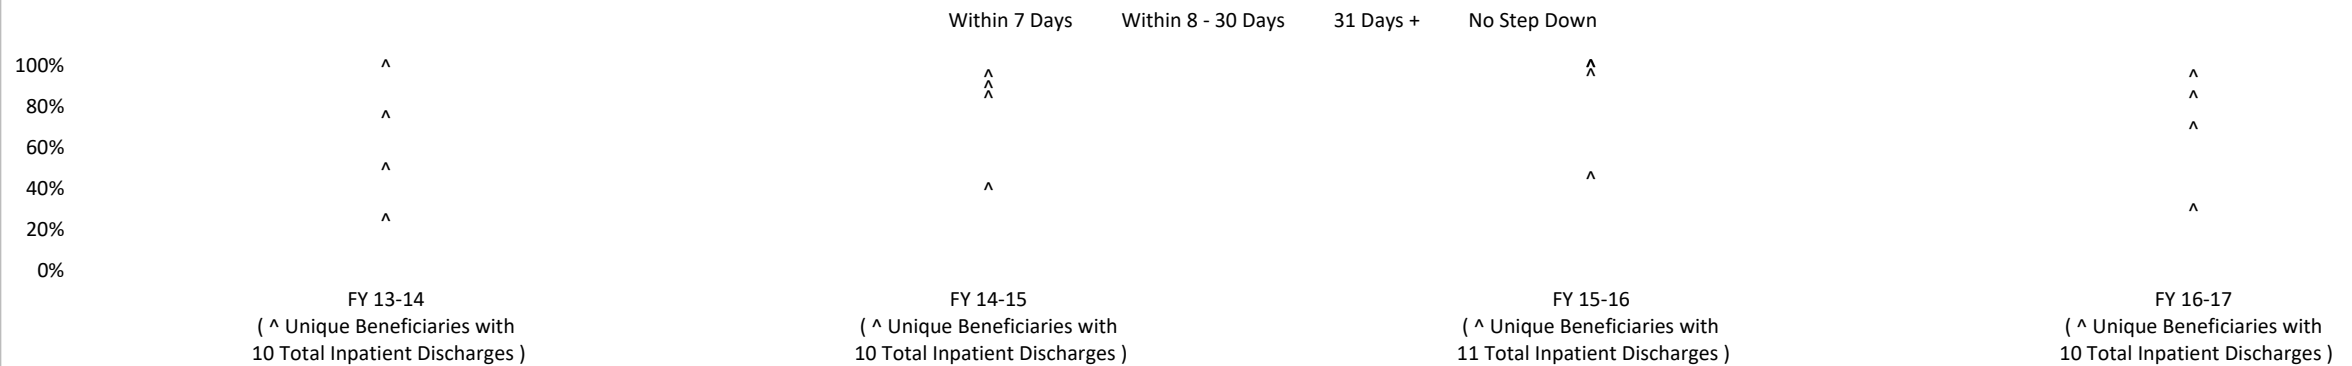 Within 7 Days Within 8 - 30 Days 31 Days + No Step Down
100% ^ ^ ^ ^
^ ^ ^
^ ^
80% ^ ^
^
60%
^ ^
40% ^
^ ^
20%
0%
FY 13-14 FY 14-15 FY 15-16 FY 16-17
( ^ Unique Beneficiaries with ( ^ Unique Beneficiaries with ( ^ Unique Beneficiaries with ( ^ Unique Beneficiaries with
10 Total Inpatient Discharges ) 10 Total Inpatient Discharges ) 11 Total Inpatient Discharges ) 10 Total Inpatient Discharges )